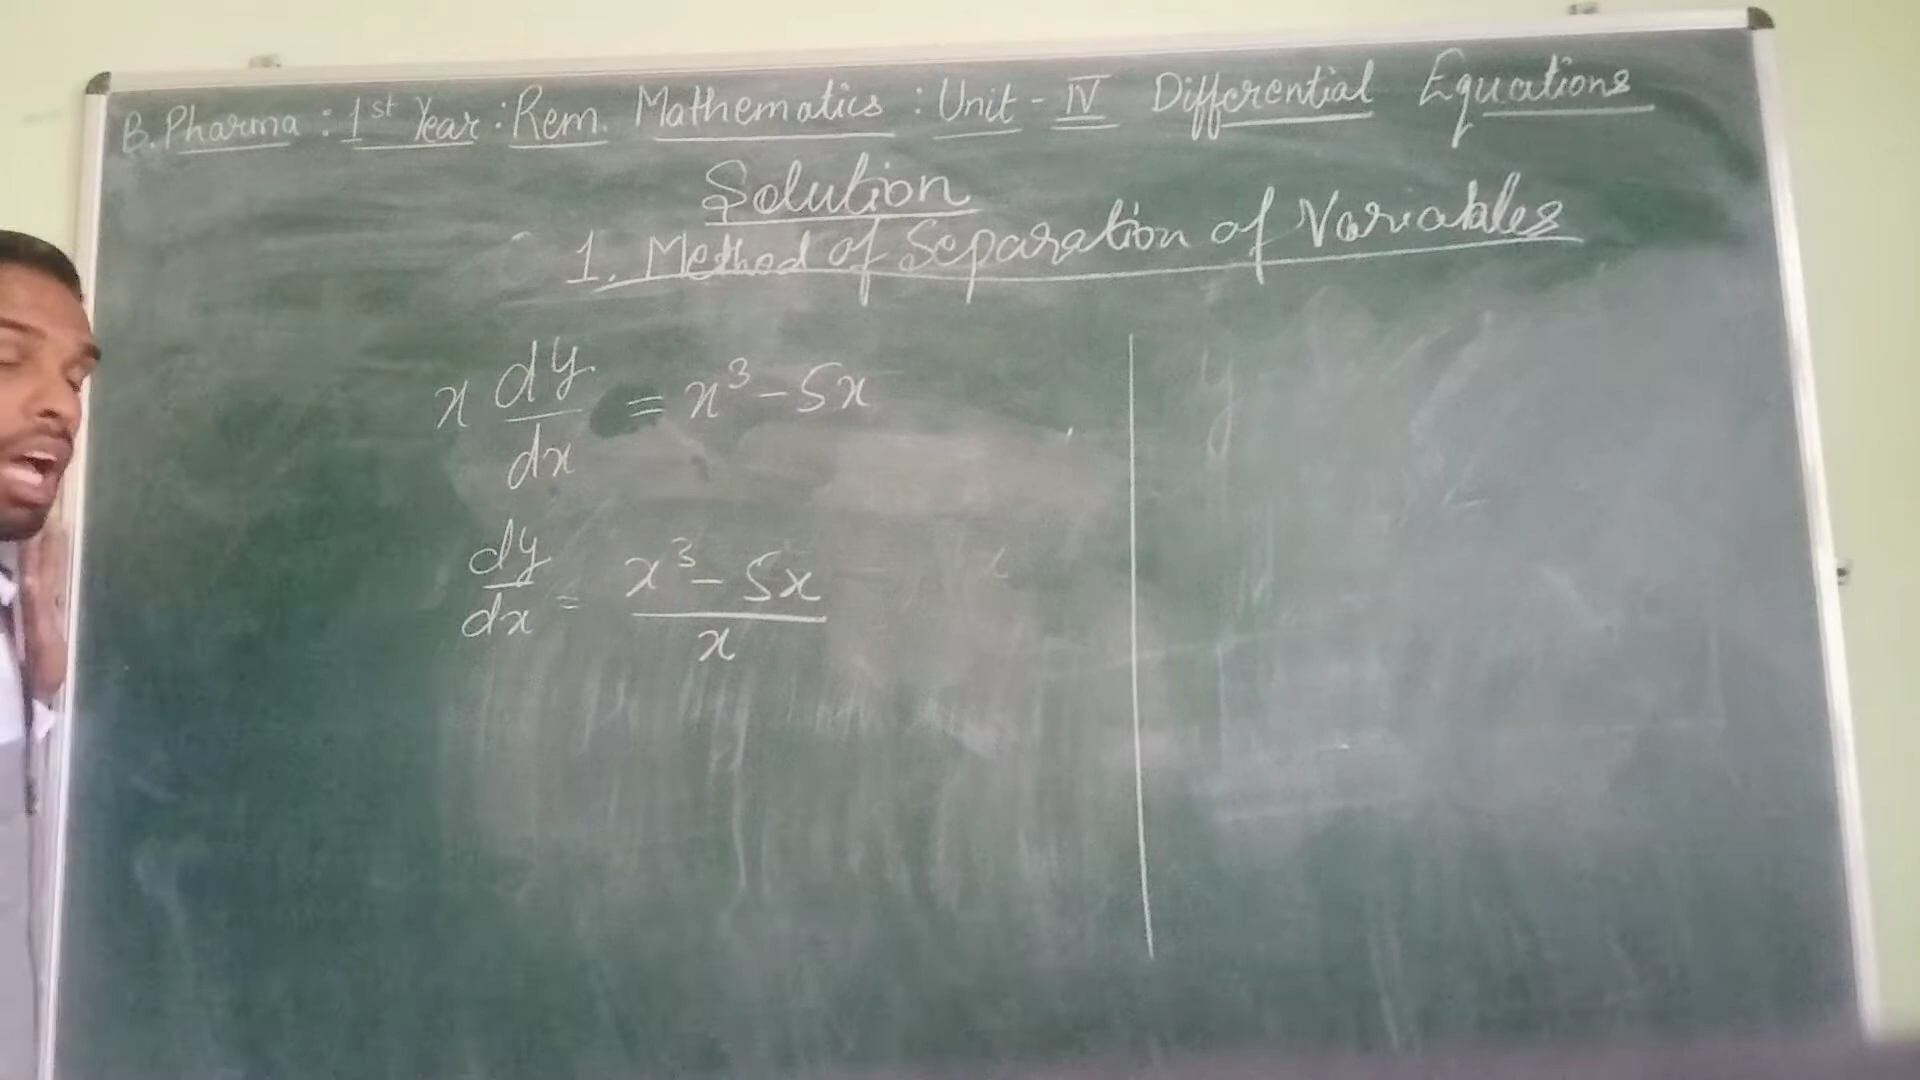 B. Pharma : 1st Year : Rem. Mathematics : Unit - IV Differential Equations
Solution
1. Method of Separation of Variables
x dy/dx = x³ - 5x
dy/dx = x³ - 5x / x